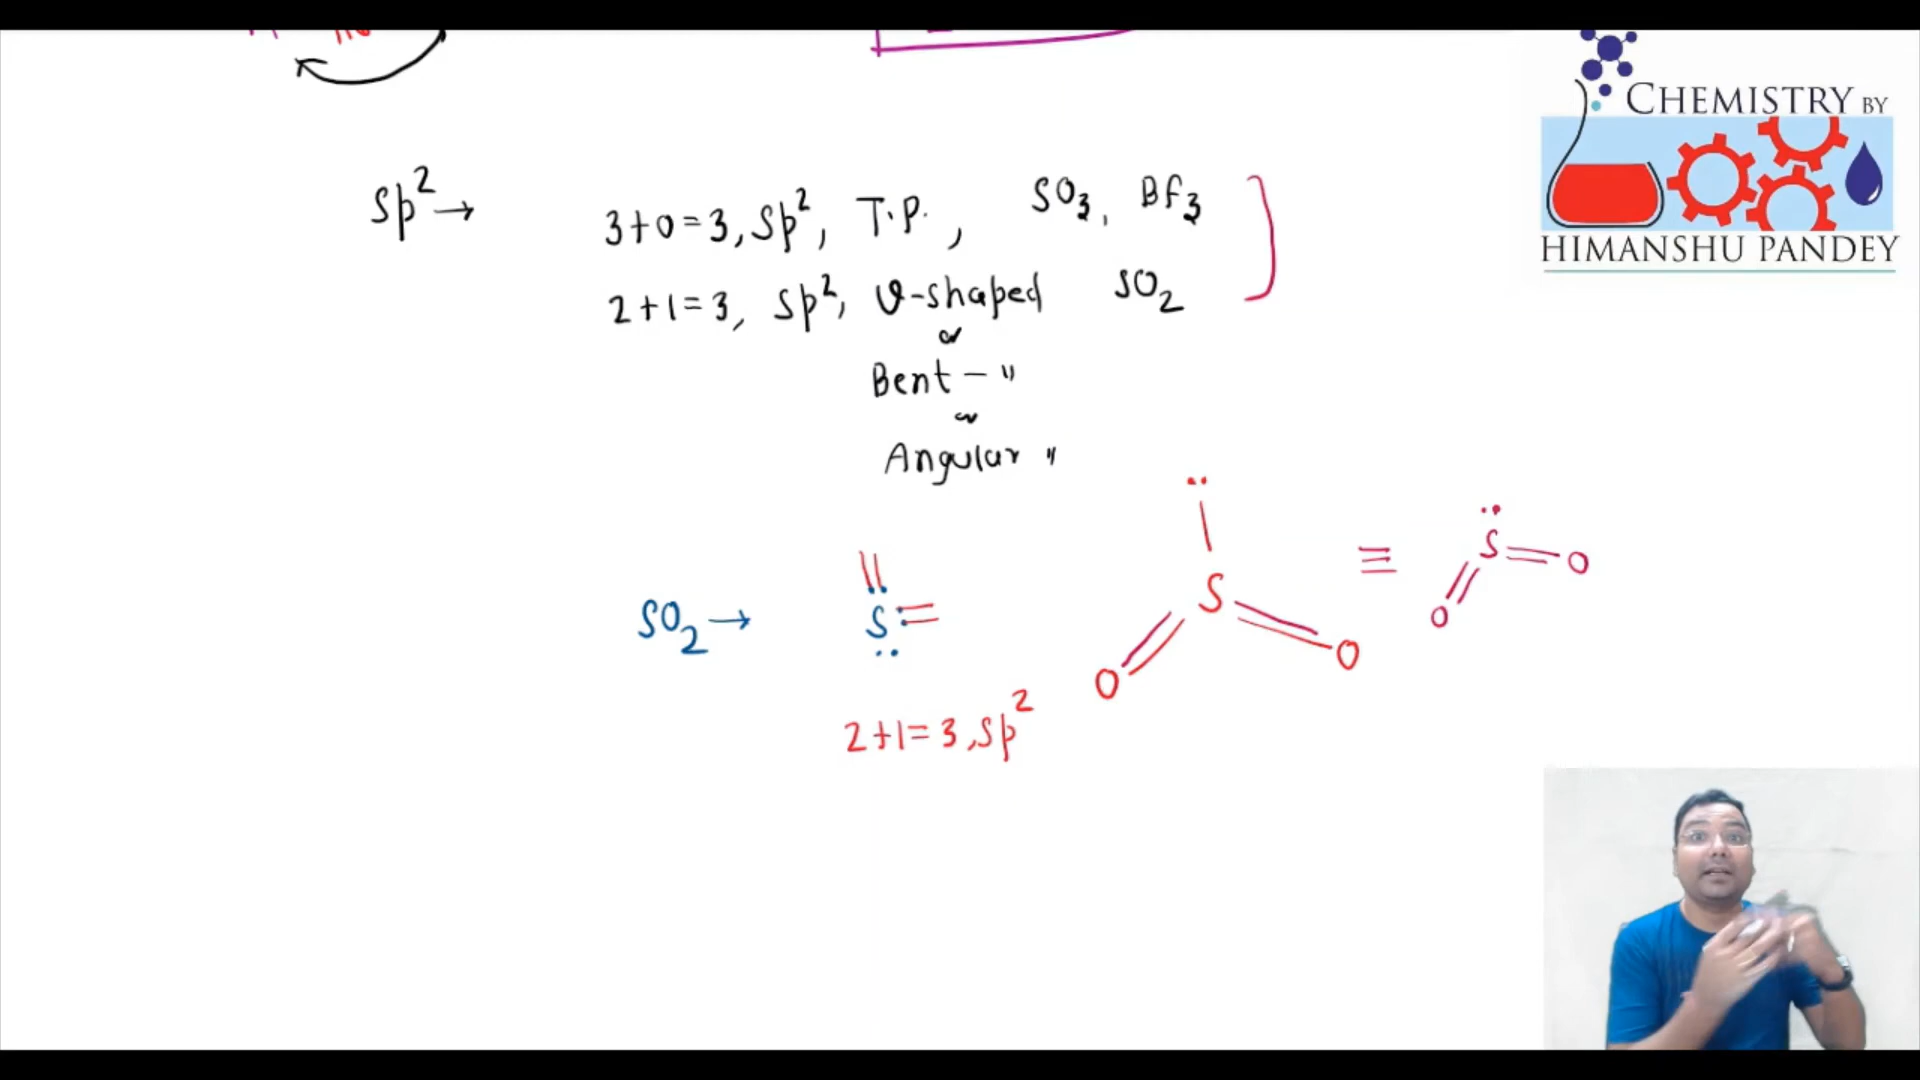 CHEMISTRY BY
HIMANSHU PANDEY
Sp² →
3+0=3, Sp², T.P., SO₃, BF₃
2+1=3, Sp², V-shaped SO₂
or
Bent – "
or
Angular "
SO₂ → S
2+1=3, Sp²
S
O O
≡
S O
O